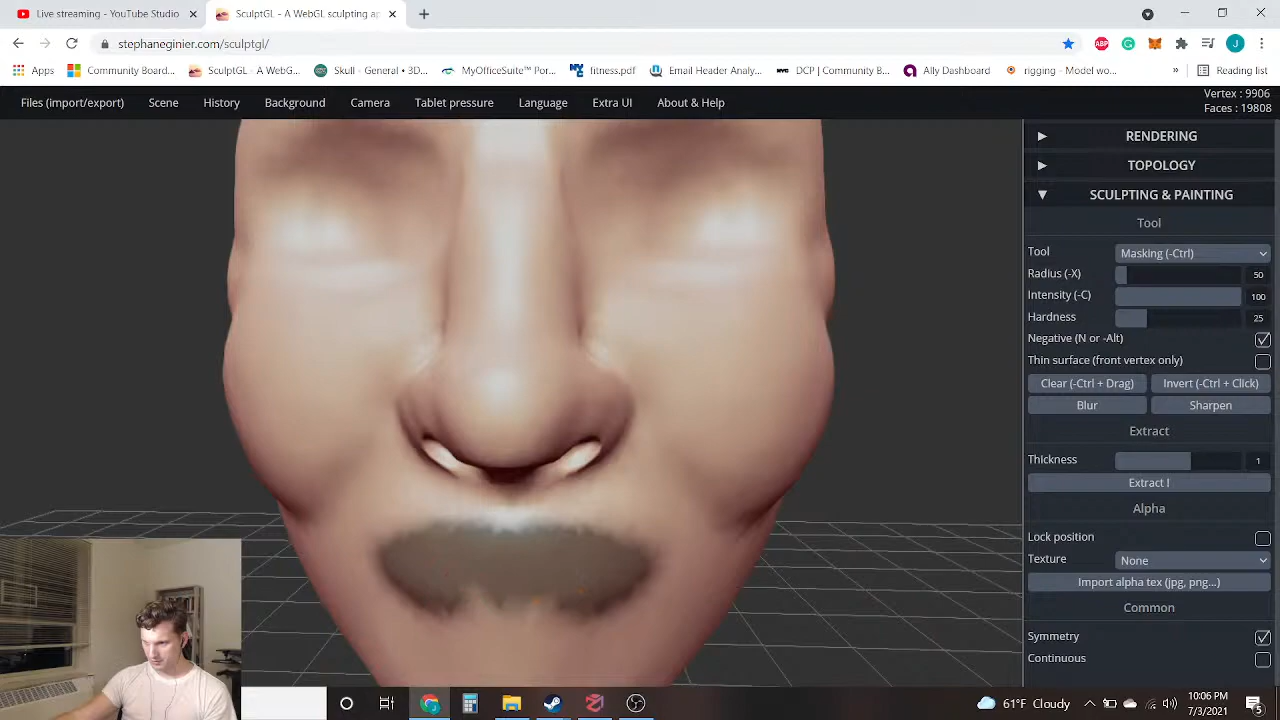 Live streaming - YouTube Studio
SculptGL - A WebGL sculpting ap
stephaneginier.com/sculptgl/
ABP
J
Apps
Community Board...
SculptGL - A WebG...
Skull - General • 3D...
MyOfficeSuite™ Por...
fitness.pdf
Email Header Analy...
DCP | Community B...
Ally Dashboard
rigging - Model wo...
»
Reading list
Files (import/export)
Scene
History
Background
Camera
Tablet pressure
Language
Extra UI
About & Help
Vertex : 9906
Faces : 19808
RENDERING
TOPOLOGY
SCULPTING & PAINTING
Tool
Tool Masking (-Ctrl)
Radius (-X) 50
Intensity (-C) 100
Hardness 25
Negative (N or -Alt)
Thin surface (front vertex only)
Clear (-Ctrl + Drag) Invert (-Ctrl + Click)
Blur Sharpen
Extract
Thickness 1
Extract !
Alpha
Lock position
Texture None
Import alpha tex (jpg, png...)
Common
Symmetry
Continuous
61°F Cloudy
10:06 PM
7/3/2021